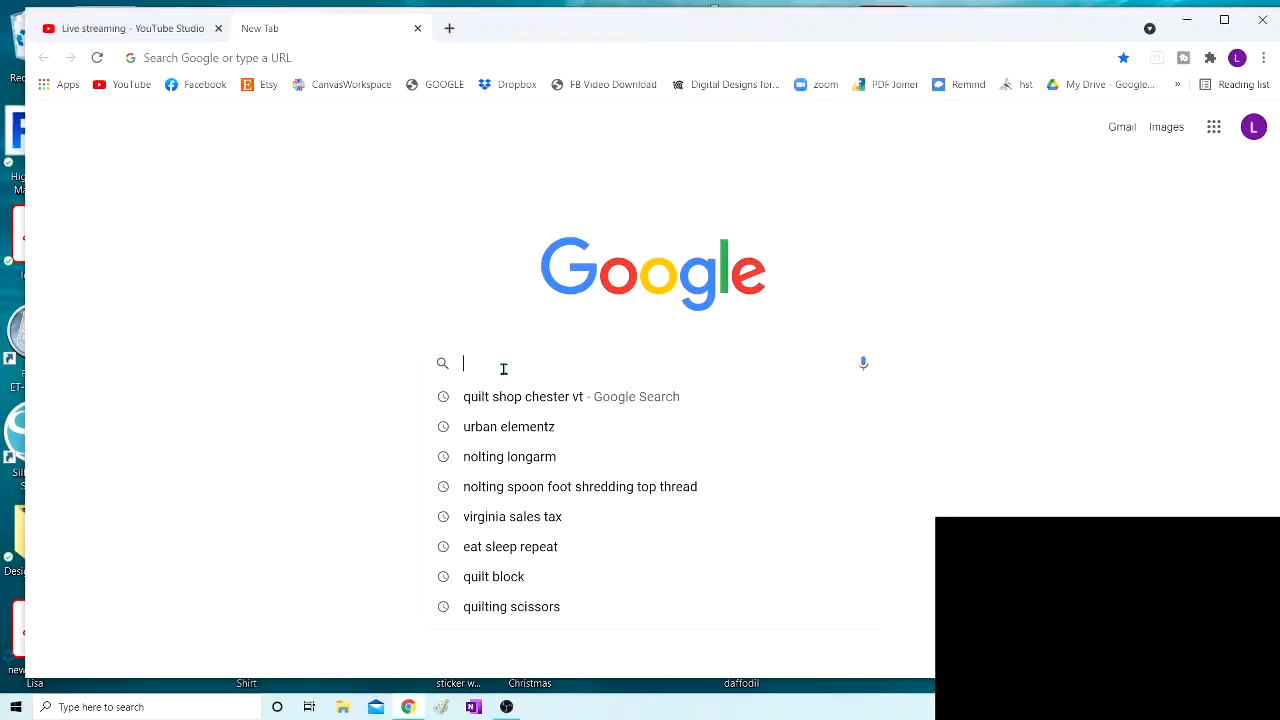 Live streaming - YouTube Studio
New Tab
Search Google or type a URL
Apps YouTube Facebook Etsy CanvasWorkspace GOOGLE Dropbox FB Video Download Digital Designs for... zoom PDF Joiner Remind hst My Drive - Google... » Reading list
Gmail Images L
Google
quilt shop chester vt - Google Search
urban elementz
nolting longarm
nolting spoon foot shredding top thread
virginia sales tax
eat sleep repeat
quilt block
quilting scissors
Lisa Shirt sticker w... Christmas daffodil
Type here to search